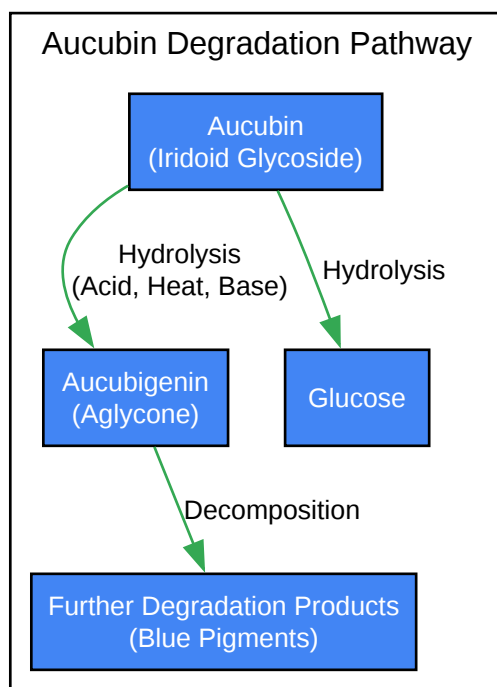 Aucubin Degradation Pathway
Aucubin
(Iridoid Glycoside)
Hydrolysis
(Acid, Heat, Base)
Hydrolysis
Aucubigenin
(Aglycone)
Glucose
Decomposition
Further Degradation Products
(Blue Pigments)